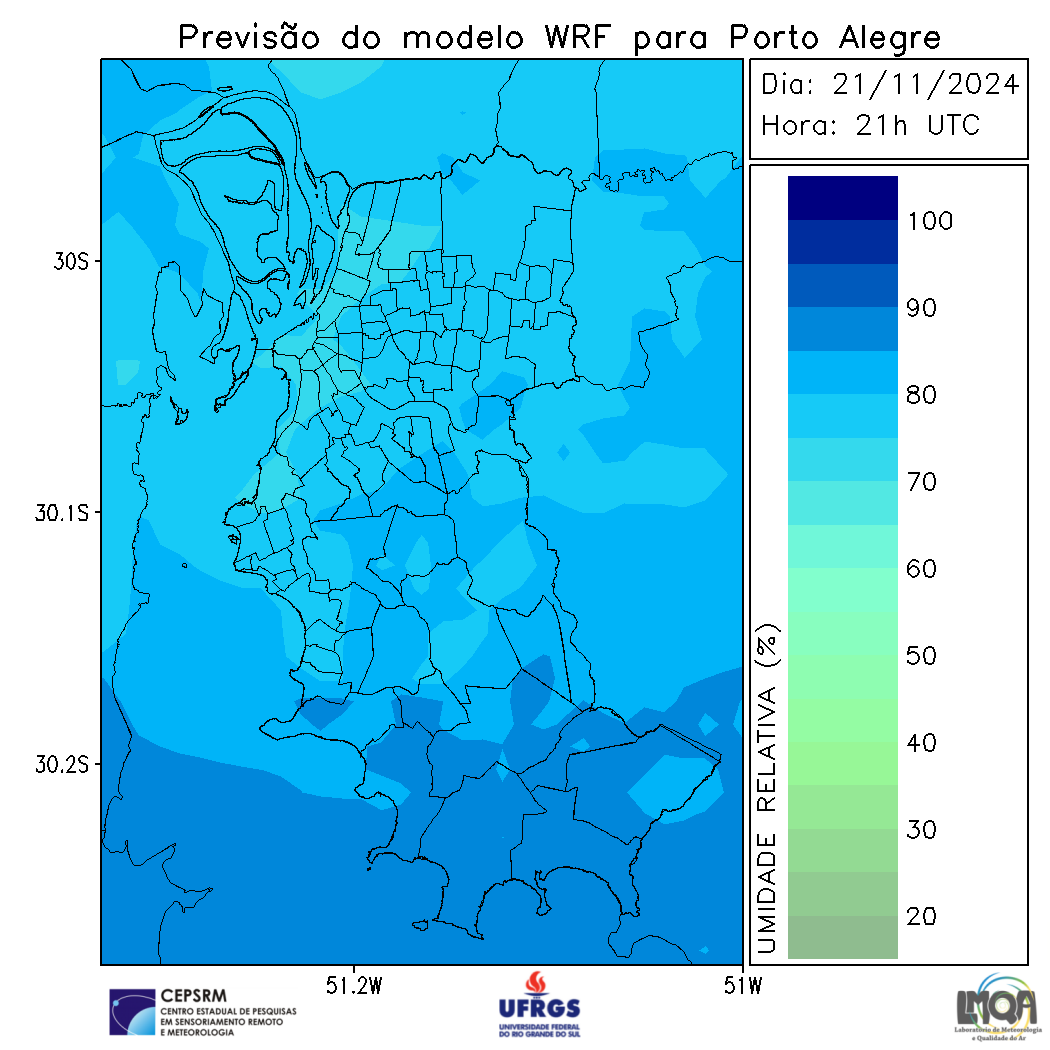 Previsão do modelo WRF para Porto Alegre
Dia: 21/11/2024
Hora: 21h UTC
100
90
80
70
60
50
40
30
20
UMIDADE RELATIVA (%)
30S
30.1S
30.2S
51.2W
51W
CEPSRM
CENTRO ESTADUAL DE PESQUISAS
EM SENSORIAMENTO REMOTO
E METEOROLOGIA
UFRGS
UNIVERSIDADE FEDERAL
DO RIO GRANDE DO SUL
LMQA
Laboratório de Meteorologia
e Qualidade do Ar